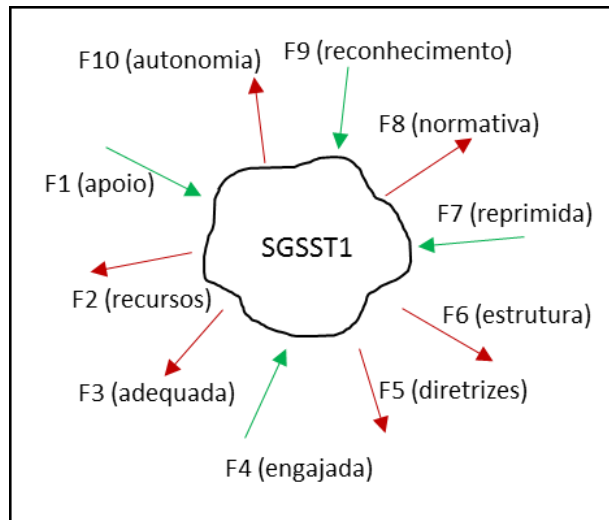 F9 (reconhecimento)
F10 (autonomia)
F8 (normativa)
F1 (apoio)
F7 (reprimida)
SGSST1
F2 (recursos)
F6 (estrutura)
F3 (adequada)
F5 (diretrizes)
F4 (engajada)